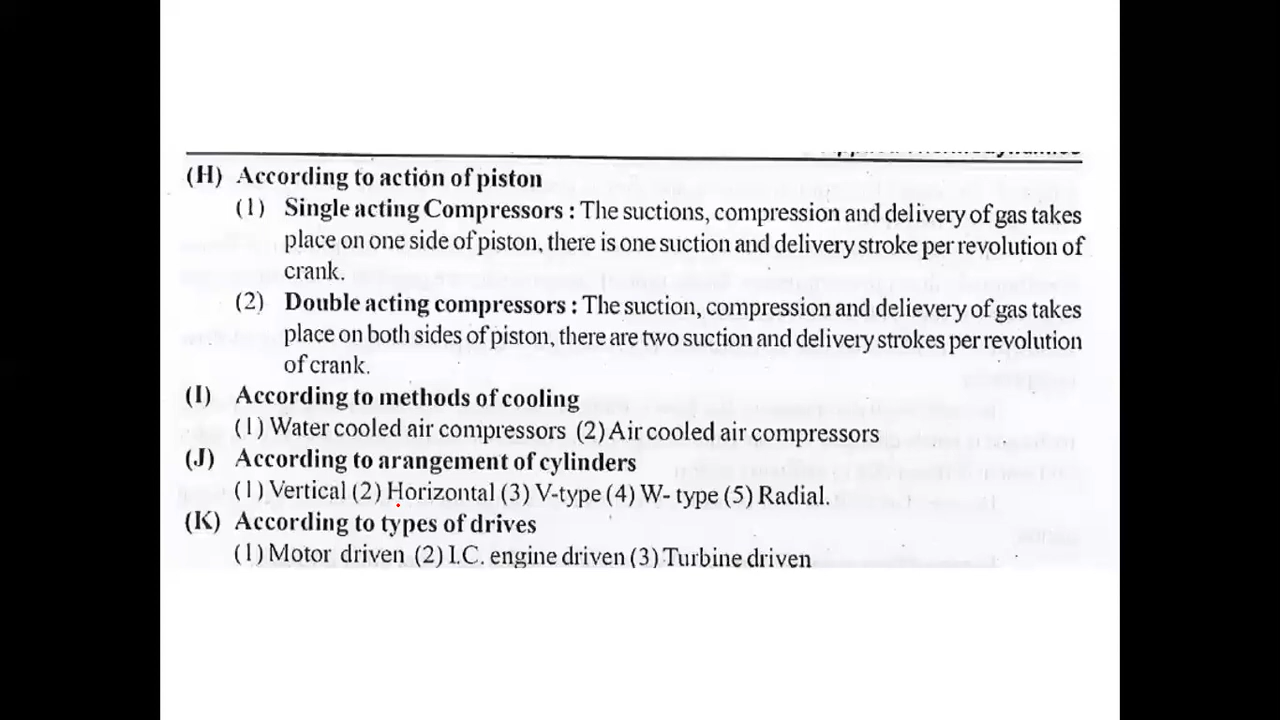 (H) According to action of piston
(1) Single acting Compressors : The suctions, compression and delivery of gas takes
place on one side of piston, there is one suction and delivery stroke per revolution of
crank.
(2) Double acting compressors : The suction, compression and delievery of gas takes
place on both sides of piston, there are two suction and delivery strokes per revolution
of crank.
(I) According to methods of cooling
(1) Water cooled air compressors (2) Air cooled air compressors
(J) According to arangement of cylinders
(1) Vertical (2) Horizontal (3) V-type (4) W- type (5) Radial.
(K) According to types of drives
(1) Motor driven (2) I.C. engine driven (3) Turbine driven